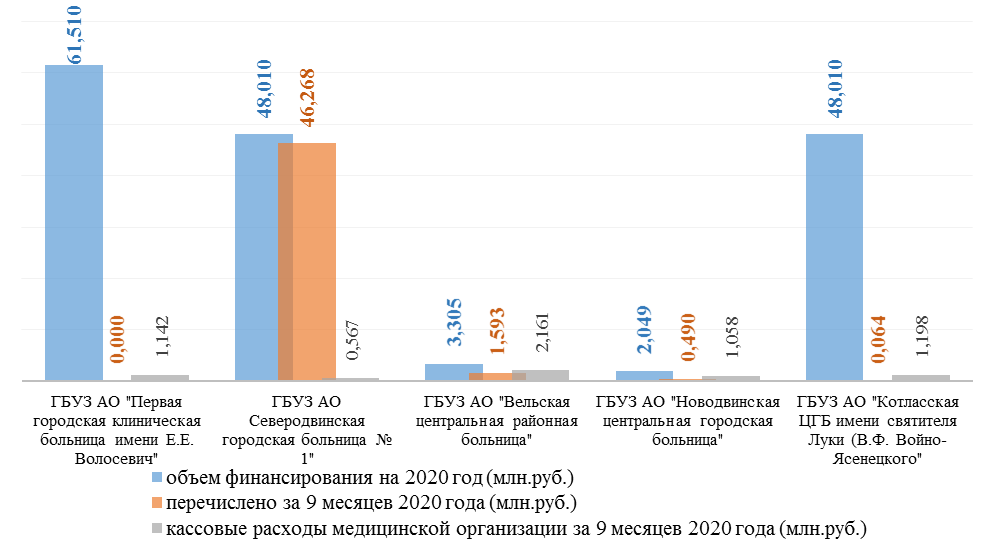 61,510
0,000
1,142
48,010
46,268
0,567
3,305
1,593
2,161
2,049
0,490
1,058
48,010
0,064
1,198
ГБУЗ АО "Первая
городская клиническая
больница имени Е.Е.
Волосевич"
ГБУЗ АО
Северодвинская
городская больница №
1"
ГБУЗ АО "Вельская
центральная районная
больница"
ГБУЗ АО "Новодвинская
центральная городская
больница"
ГБУЗ АО "Котласская
ЦГБ имени святителя
Луки (В.Ф. Войно-
Ясенецкого"
объем финансирования на 2020 год (млн.руб.)
перечислено за 9 месяцев 2020 года (млн.руб.)
кассовые расходы медицинской организации за 9 месяцев 2020 года (млн.руб.)